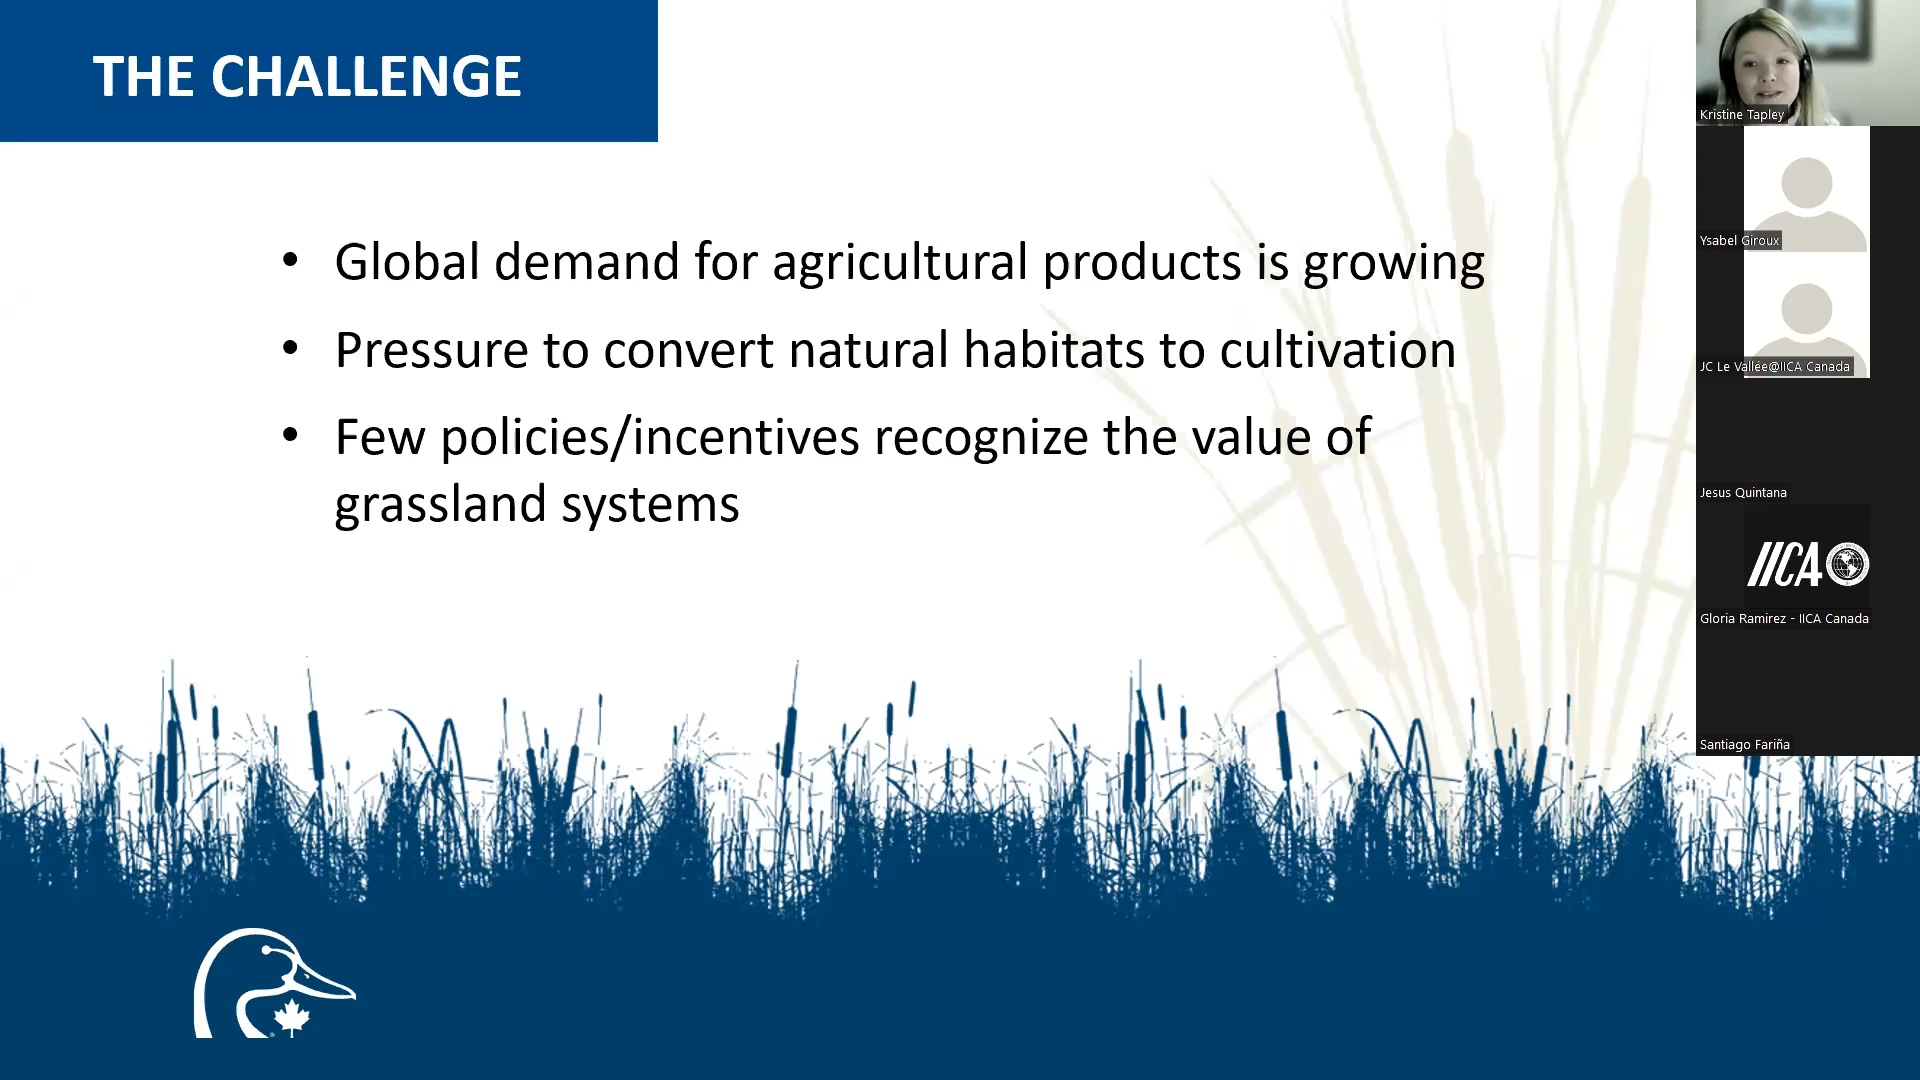 THE CHALLENGE
• Global demand for agricultural products is growing
• Pressure to convert natural habitats to cultivation
• Few policies/incentives recognize the value of
grassland systems
Kristine Tapley
Ysabel Giroux
JC Le Vallée@IICA Canada
Jesus Quintana
IICA
Gloria Ramirez - IICA Canada
Santiago Fariña